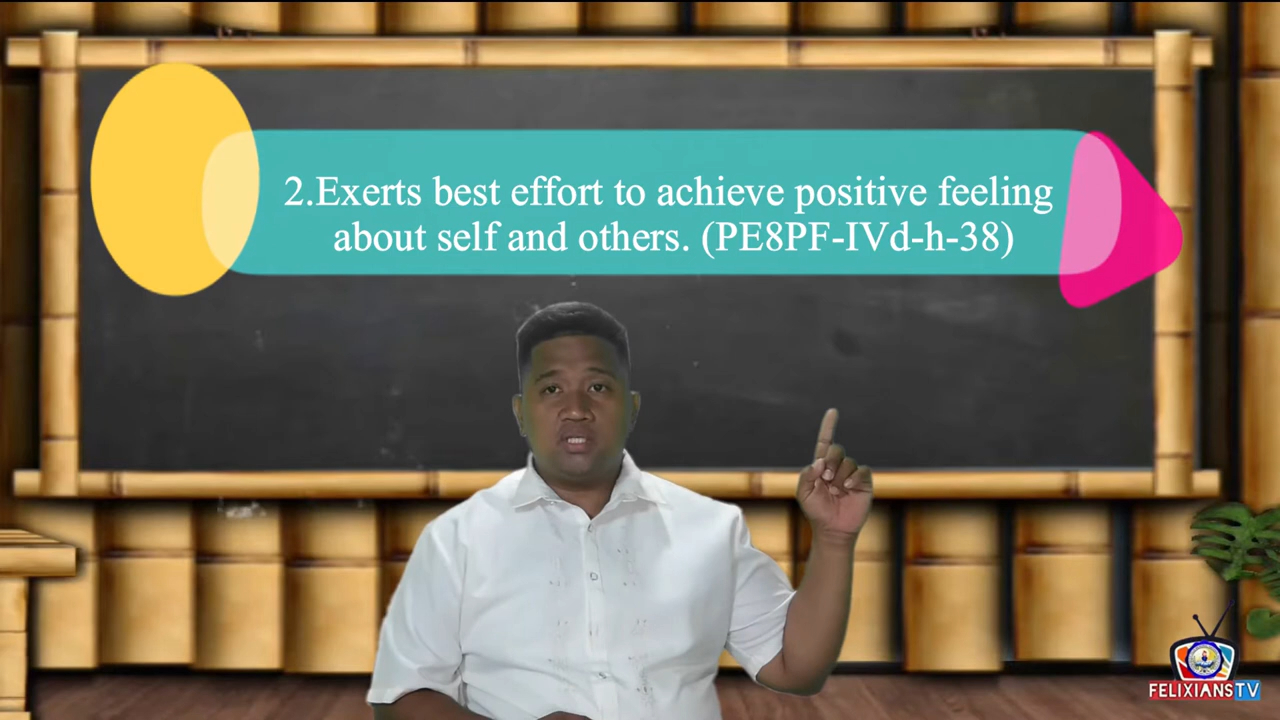 2.Exerts best effort to achieve positive feeling
about self and others. (PE8PF-IVd-h-38)
FELIXIANSTV